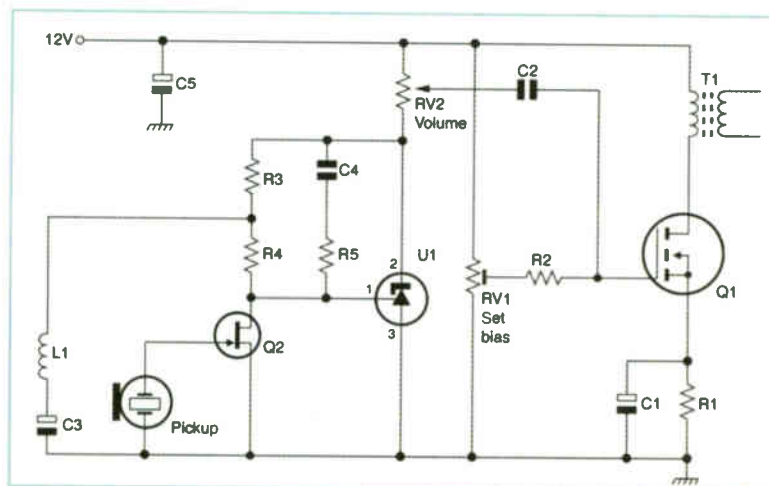 12V
C5
RV2
Volume
C2
T1
R3
C4
R4
R5
U1
2
1
3
R2
RV1
Set
bias
Q1
L1
Q2
C3
Pickup
C1
R1